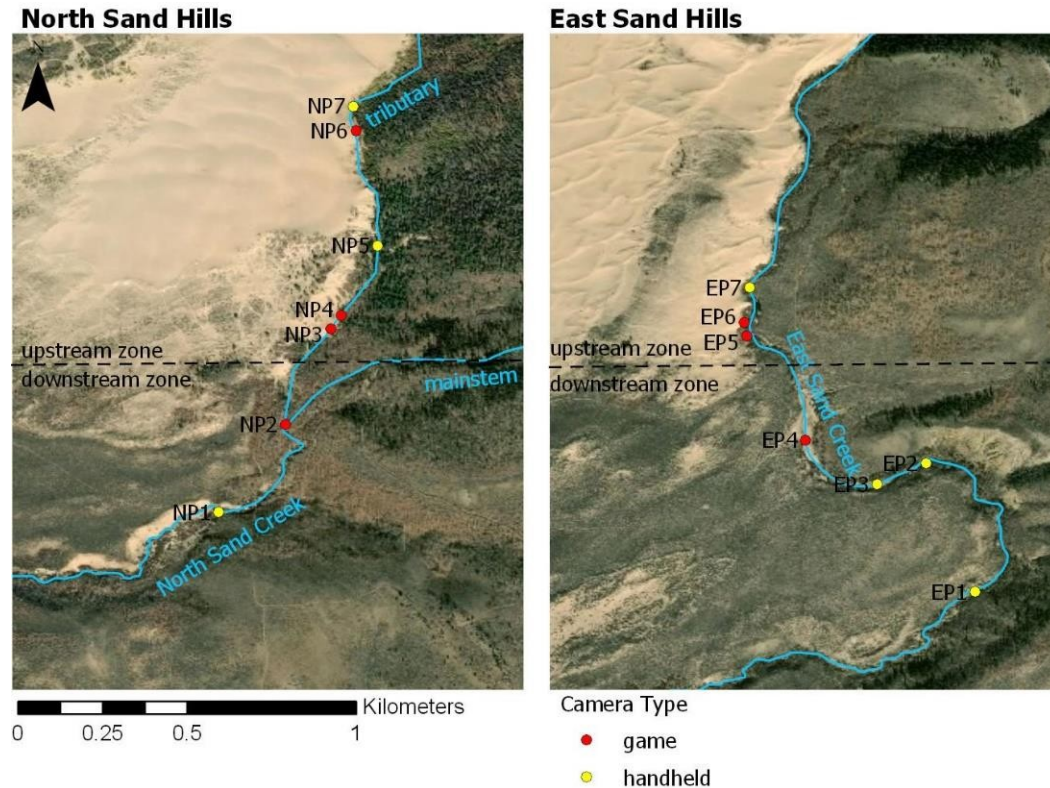 North Sand Hills
N
NP7
tributary
NP6
NP5
NP4
NP3
upstream zone
downstream zone
mainstem
NP2
NP1
North Sand Creek
East Sand Hills
EP7
EP6
EP5
upstream zone
downstream zone
East Sand Creek
EP4
EP2
EP3
EP1
Kilometers
0 0.25 0.5 1
Camera Type
game
handheld